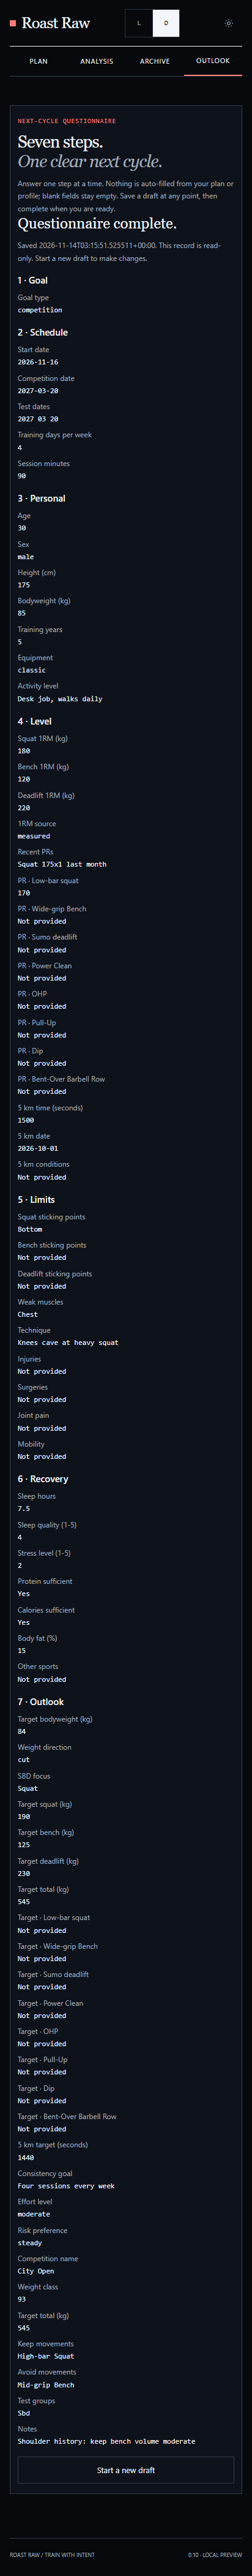 Roast Raw
L
D
PLAN
ANALYSIS
ARCHIVE
OUTLOOK
NEXT-CYCLE QUESTIONNAIRE
Seven steps.
One clear next cycle.
Answer one step at a time. Nothing is auto-filled from your plan or
profile; blank fields stay empty. Save a draft at any point, then
complete when you are ready.
Questionnaire complete.
Saved 2026-11-14T03:15:51.525511+00:00. This record is read-
only. Start a new draft to make changes.
1 · Goal
Goal type
competition
2 · Schedule
Start date
2026-11-16
Competition date
2027-03-20
Test dates
2027 03 20
Training days per week
4
Session minutes
90
3 · Personal
Age
30
Sex
male
Height (cm)
175
Bodyweight (kg)
85
Training years
5
Equipment
classic
Activity level
Desk job, walks daily
4 · Level
Squat 1RM (kg)
180
Bench 1RM (kg)
120
Deadlift 1RM (kg)
220
1RM source
measured
Recent PRs
Squat 175x1 last month
PR · Low-bar squat
170
PR · Wide-grip Bench
Not provided
PR · Sumo deadlift
Not provided
PR · Power Clean
Not provided
PR · OHP
Not provided
PR · Pull-Up
Not provided
PR · Dip
Not provided
PR · Bent-Over Barbell Row
Not provided
5 km time (seconds)
1500
5 km date
2026-10-01
5 km conditions
Not provided
5 · Limits
Squat sticking points
Bottom
Bench sticking points
Not provided
Deadlift sticking points
Not provided
Weak muscles
Chest
Technique
Knees cave at heavy squat
Injuries
Not provided
Surgeries
Not provided
Joint pain
Not provided
Mobility
Not provided
6 · Recovery
Sleep hours
7.5
Sleep quality (1-5)
4
Stress level (1-5)
2
Protein sufficient
Yes
Calories sufficient
Yes
Body fat (%)
15
Other sports
Not provided
7 · Outlook
Target bodyweight (kg)
84
Weight direction
cut
SBD focus
Squat
Target squat (kg)
190
Target bench (kg)
125
Target deadlift (kg)
230
Target total (kg)
545
Target · Low-bar squat
Not provided
Target · Wide-grip Bench
Not provided
Target · Sumo deadlift
Not provided
Target · Power Clean
Not provided
Target · OHP
Not provided
Target · Pull-Up
Not provided
Target · Dip
Not provided
Target · Bent-Over Barbell Row
Not provided
5 km target (seconds)
1440
Consistency goal
Four sessions every week
Effort level
moderate
Risk preference
steady
Competition name
City Open
Weight class
93
Target total (kg)
545
Keep movements
High-bar Squat
Avoid movements
Mid-grip Bench
Test groups
Sbd
Notes
Shoulder history: keep bench volume moderate
Start a new draft
ROAST RAW / TRAIN WITH INTENT
0.10 · LOCAL PREVIEW